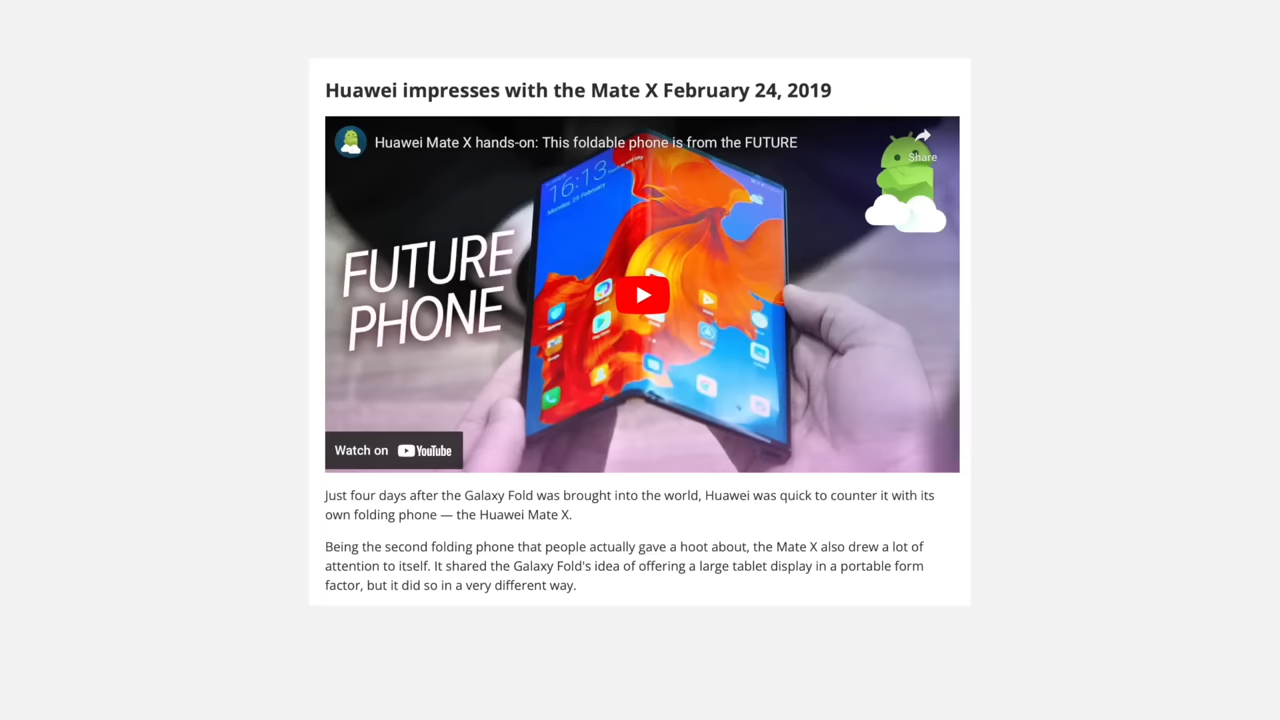 Huawei impresses with the Mate X February 24, 2019
Huawei Mate X hands-on: This foldable phone is from the FUTURE
Share
16:13
Monday, 25 February
FUTURE
PHONE
Watch on YouTube
Just four days after the Galaxy Fold was brought into the world, Huawei was quick to counter it with its
own folding phone — the Huawei Mate X.
Being the second folding phone that people actually gave a hoot about, the Mate X also drew a lot of
attention to itself. It shared the Galaxy Fold's idea of offering a large tablet display in a portable form
factor, but it did so in a very different way.